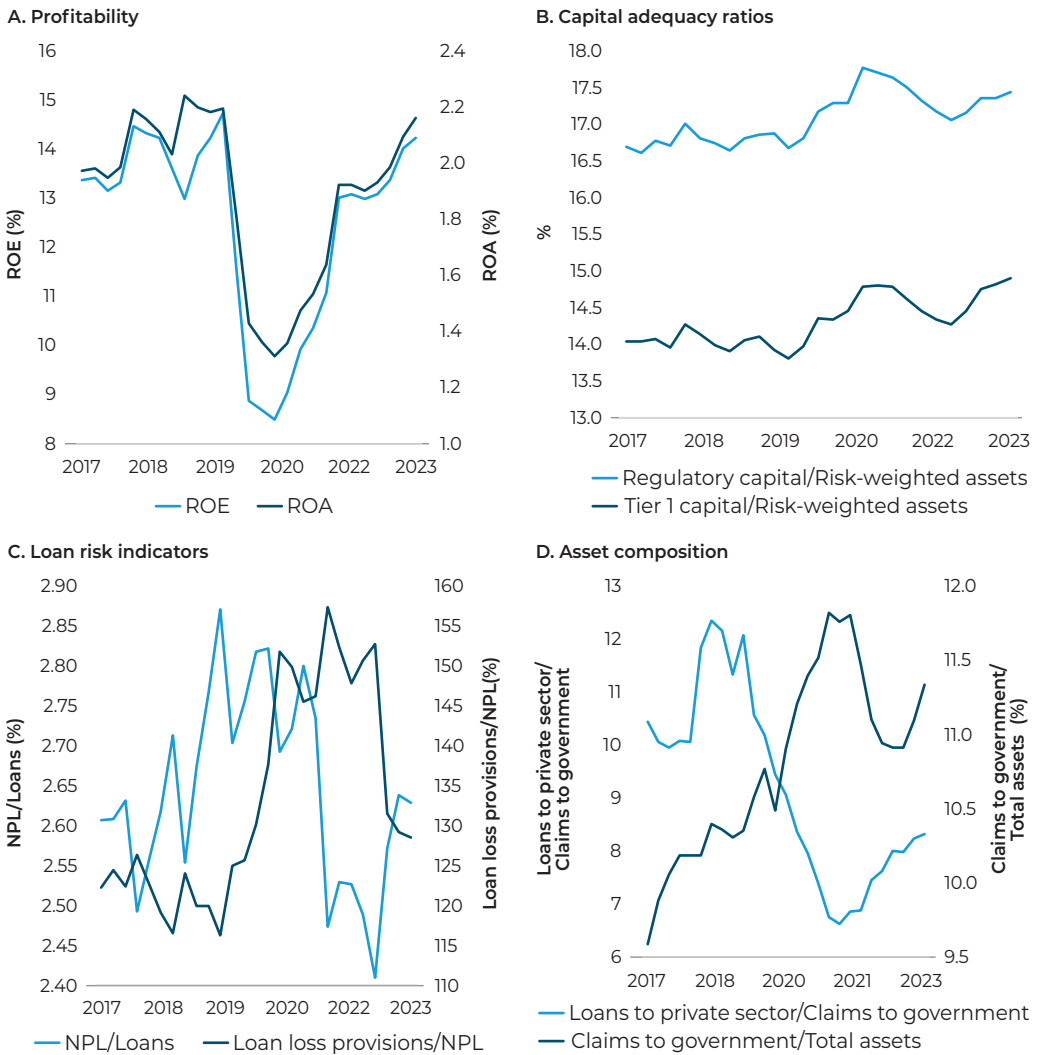 A. Profitability
16
15
14
13
12
11
10
9
8
ROE (%)
2.4
2.2
2.0
1.8
1.6
1.4
1.2
1.0
ROA (%)
2017 2018 2019 2020 2022 2023
ROE ROA
B. Capital adequacy ratios
18.0
17.5
17.0
16.5
16.0
15.5
15.0
14.5
14.0
13.5
13.0
%
2017 2018 2019 2020 2022 2023
Regulatory capital/Risk-weighted assets
Tier 1 capital/Risk-weighted assets
C. Loan risk indicators
2.90
2.85
2.80
2.75
2.70
2.65
2.60
2.55
2.50
2.45
2.40
NPL/Loans (%)
160
155
150
145
140
135
130
125
120
115
110
Loan loss provisions/NPL(%)
2017 2018 2019 2020 2022 2023
NPL/Loans Loan loss provisions/NPL
D. Asset composition
13
12
11
10
9
8
7
6
Loans to private sector/
Claims to government
12.0
11.5
11.0
10.5
10.0
9.5
Claims to government/
Total assets (%)
2017 2018 2020 2021 2023
Loans to private sector/Claims to government
Claims to government/Total assets